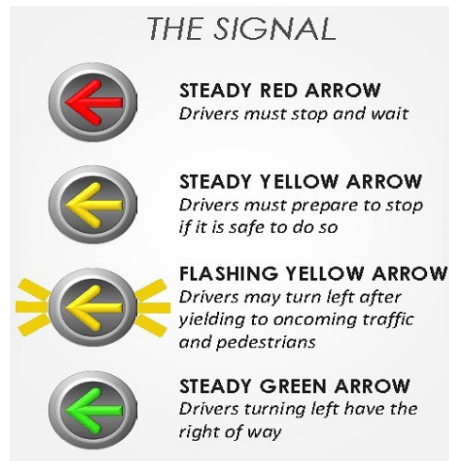 THE SIGNAL
STEADY RED ARROW
Drivers must stop and wait
STEADY YELLOW ARROW
Drivers must prepare to stop
if it is safe to do so
FLASHING YELLOW ARROW
Drivers may turn left after
yielding to oncoming traffic
and pedestrians
STEADY GREEN ARROW
Drivers turning left have the
right of way